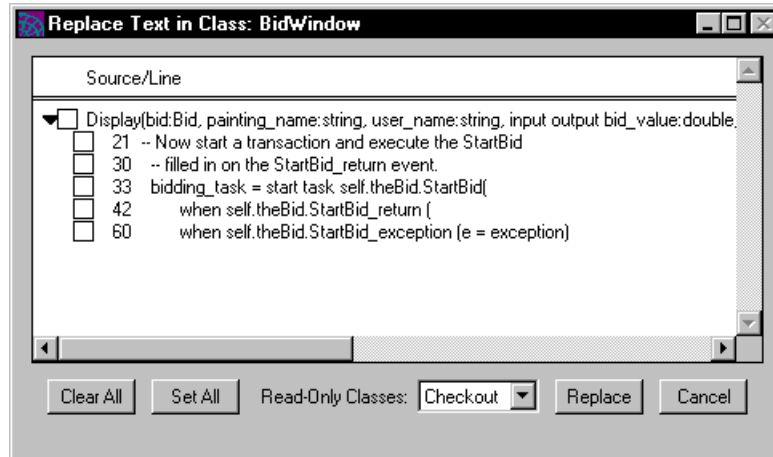 Replace Text in Class: BidWindow
Source/Line
Display(bid:Bid, painting_name:string, user_name:string, input output bid_value:double,
21 -- Now start a transaction and execute the StartBid
30 -- filled in on the StartBid_return event.
33 bidding_task = start task self.theBid.StartBid(
42 when self.theBid.StartBid_return (
60 when self.theBid.StartBid_exception (e = exception)
Clear All Set All Read-Only Classes: Checkout Replace Cancel